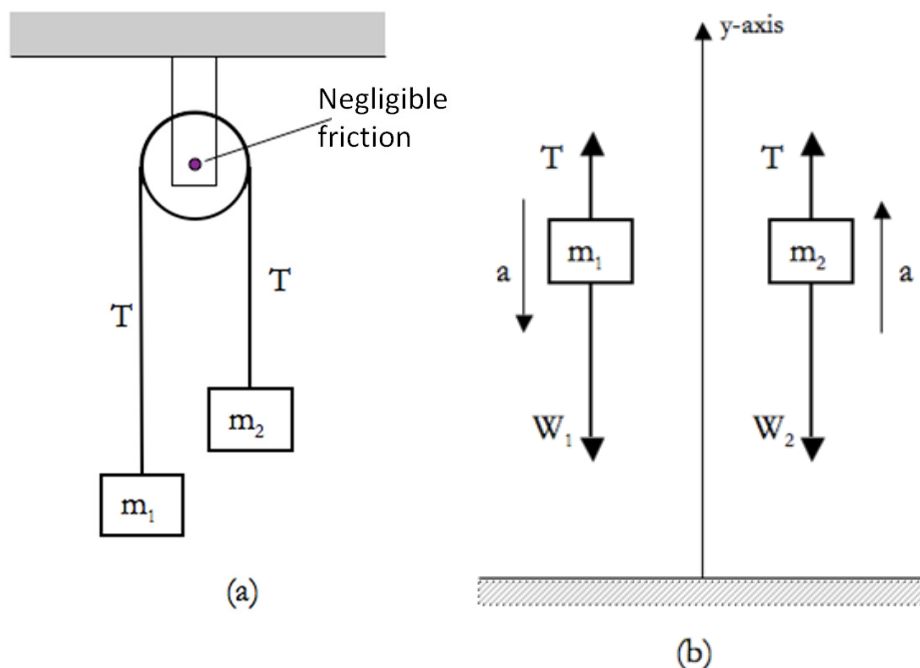 Negligible
friction
T
T
m₂
m₁
(a)
y-axis
T
T
m₁
m₂
a
a
W₁
W₂
(b)